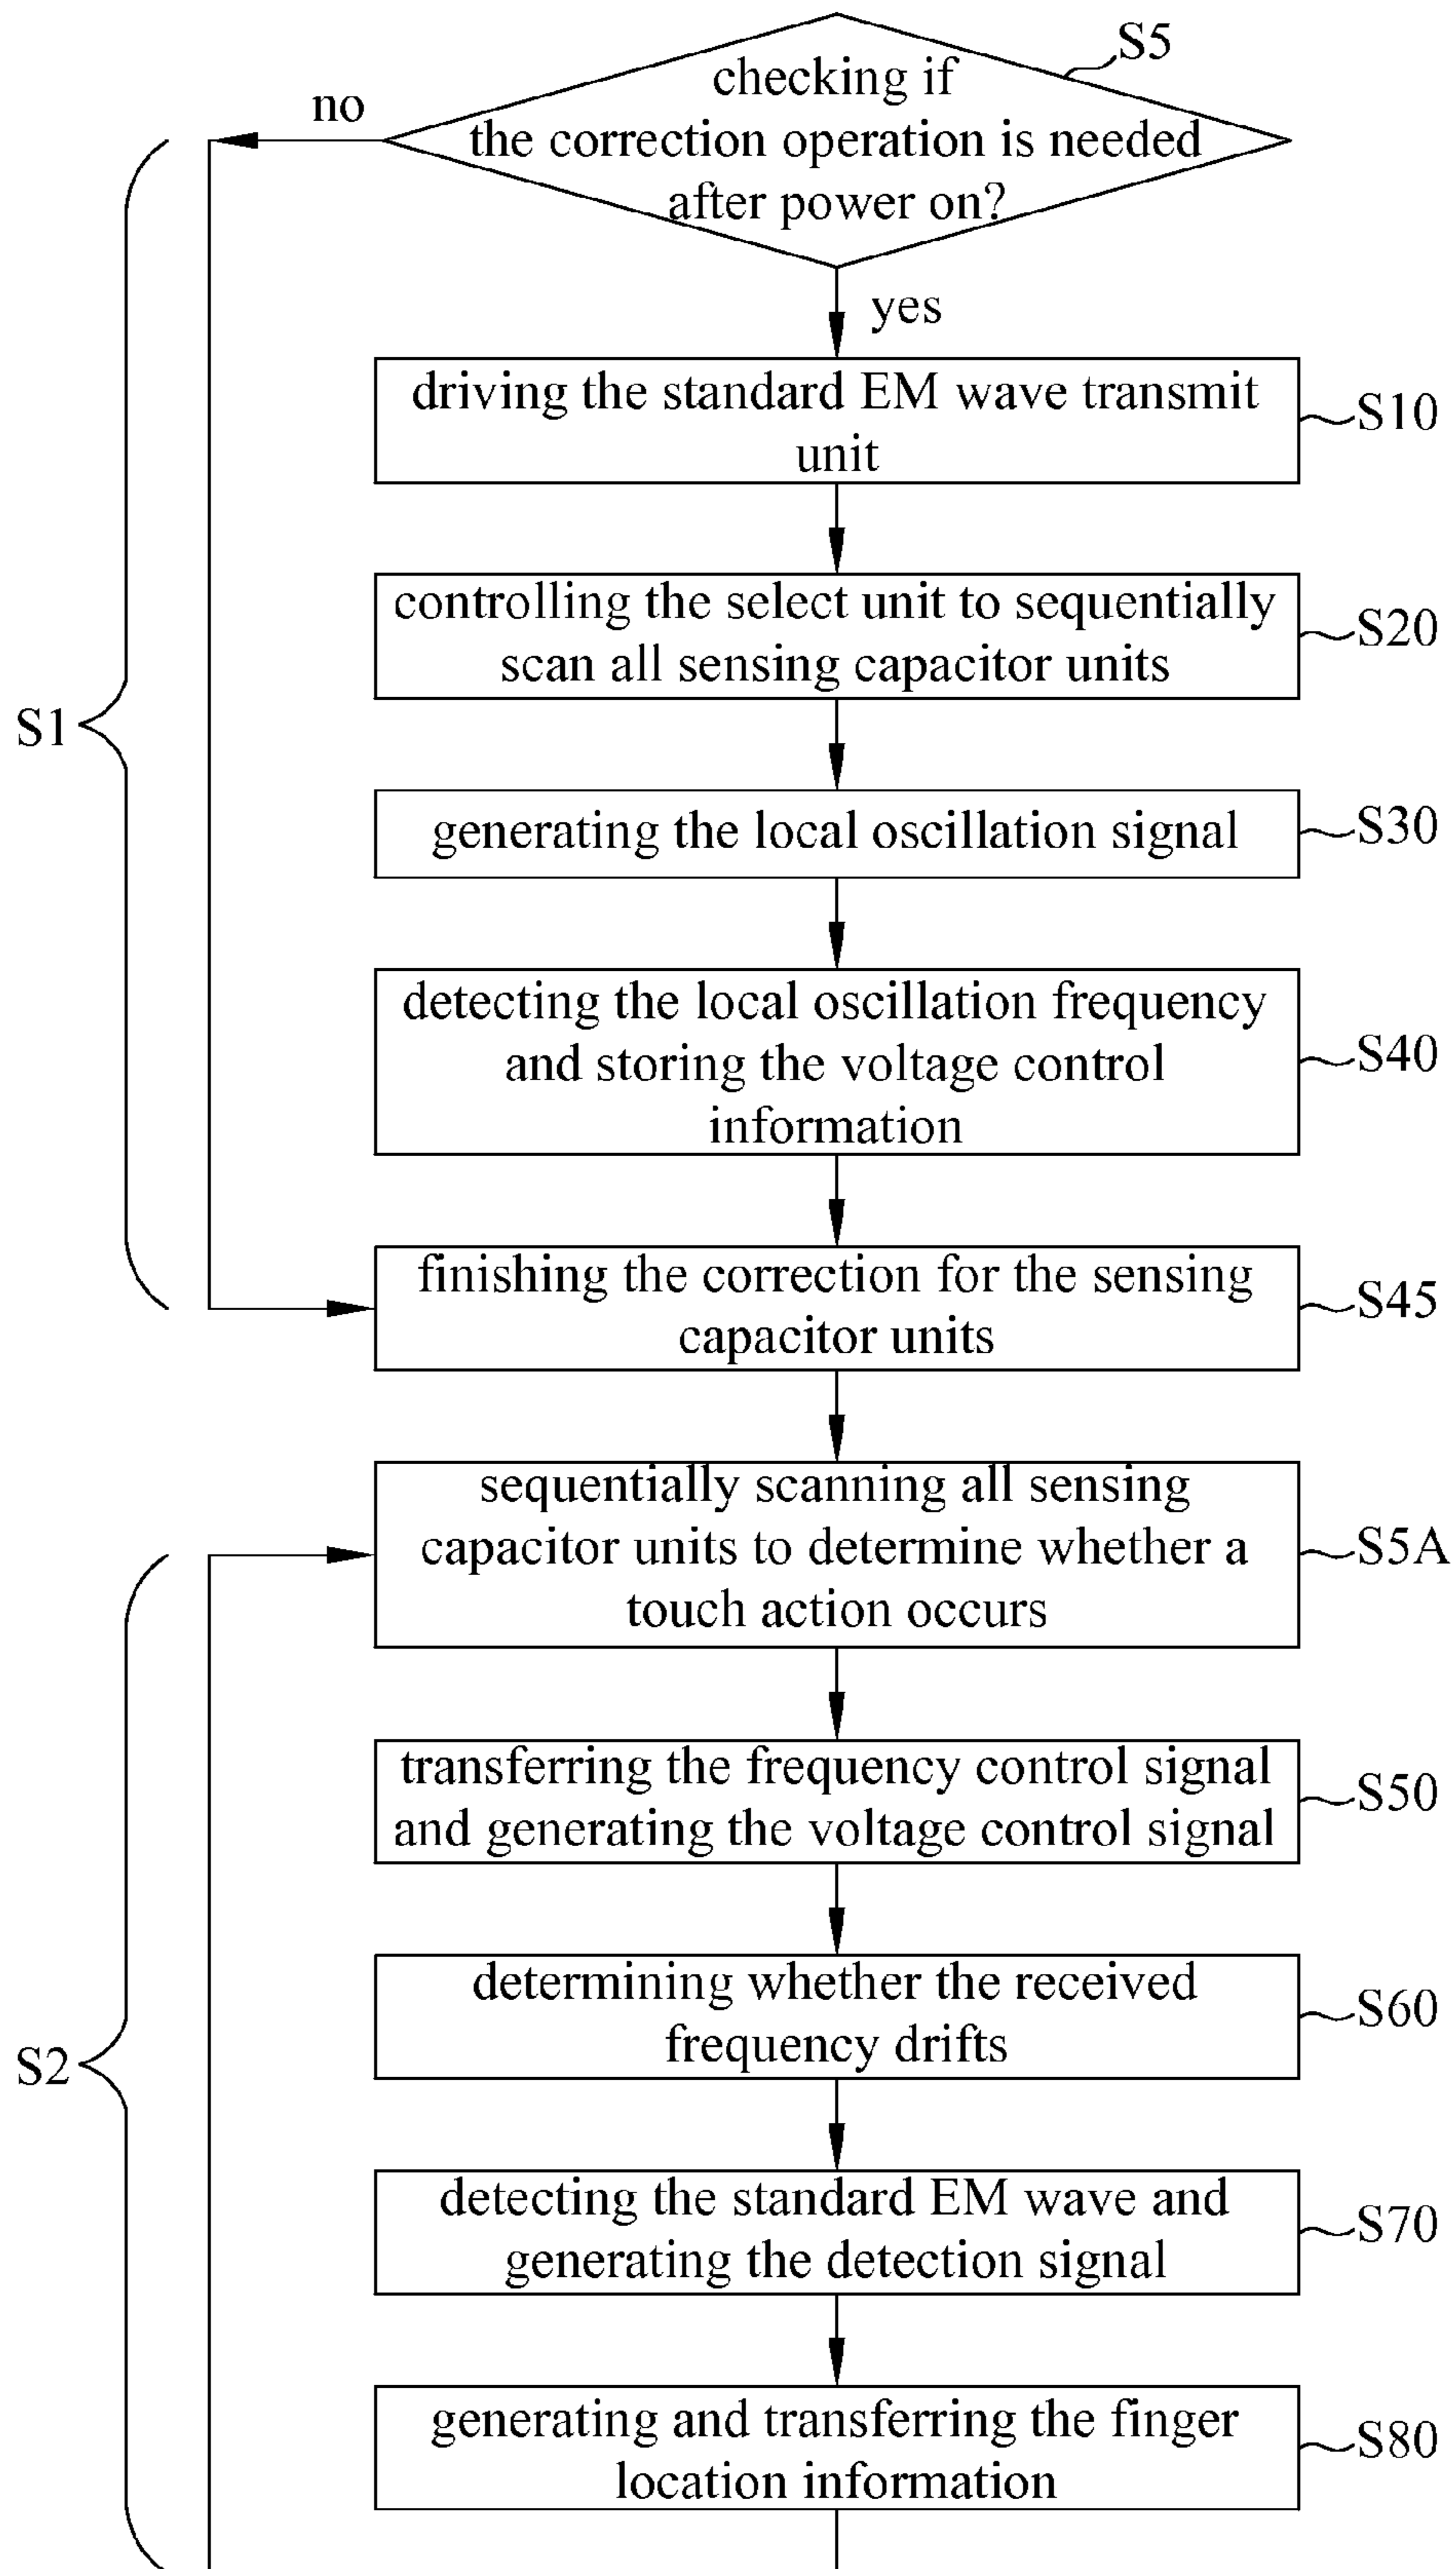 S5
checking if
the correction operation is needed
after power on?
no
yes
driving the standard EM wave transmit
unit
S10
controlling the select unit to sequentially
scan all sensing capacitor units
S20
S1
generating the local oscillation signal
S30
detecting the local oscillation frequency
and storing the voltage control
information
S40
finishing the correction for the sensing
capacitor units
S45
sequentially scanning all sensing
capacitor units to determine whether a
touch action occurs
S5A
transferring the frequency control signal
and generating the voltage control signal
S50
determining whether the received
frequency drifts
S60
S2
detecting the standard EM wave and
generating the detection signal
S70
generating and transferring the finger
location information
S80